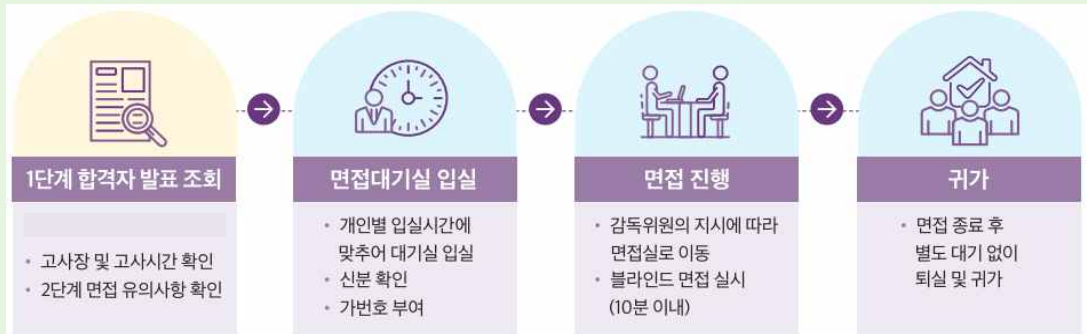 1단계 합격자 발표 조회
• 고사장 및 고사시간 확인
• 2단계 면접 유의사항 확인
면접대기실 입실
• 개인별 입실시간에
맞추어 대기실 입실
• 신분 확인
• 가번호 부여
면접 진행
• 감독위원의 지시에 따라
면접실로 이동
• 블라인드 면접 실시
(10분 이내)
귀가
• 면접 종료 후
별도 대기 없이
퇴실 및 귀가